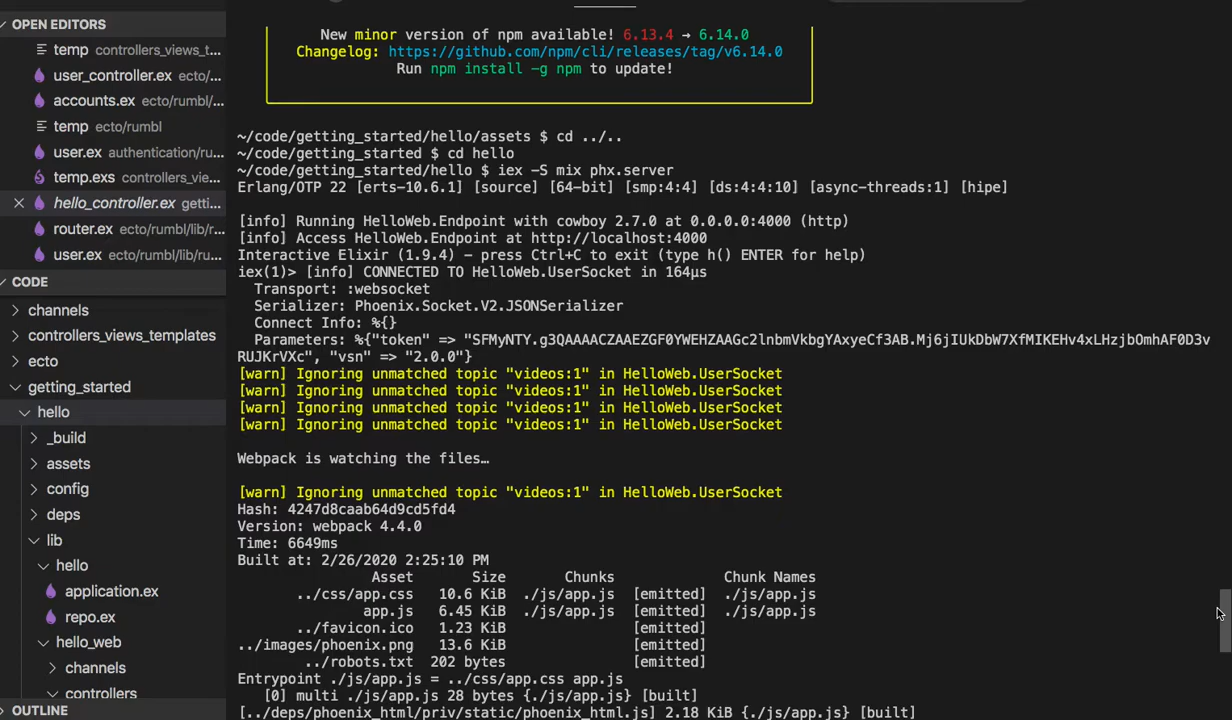 OPEN EDITORS
temp controllers_views_t...
user_controller.ex ecto/...
accounts.ex ecto/rumbl/...
temp ecto/rumbl
user.ex authentication/ru...
temp.exs controllers_vie...
hello_controller.ex getti...
router.ex ecto/rumbl/lib/r...
user.ex ecto/rumbl/lib/ru...
CODE
channels
controllers_views_templates
ecto
getting_started
hello
_build
assets
config
deps
lib
hello
application.ex
repo.ex
hello_web
channels
controllers
OUTLINE
New minor version of npm available! 6.13.4 → 6.14.0
Changelog: https://github.com/npm/cli/releases/tag/v6.14.0
Run npm install -g npm to update!
~/code/getting_started/hello/assets $ cd ../..
~/code/getting_started $ cd hello
~/code/getting_started/hello $ iex -S mix phx.server
Erlang/OTP 22 [erts-10.6.1] [source] [64-bit] [smp:4:4] [ds:4:4:10] [async-threads:1] [hipe]
[info] Running HelloWeb.Endpoint with cowboy 2.7.0 at 0.0.0.0:4000 (http)
[info] Access HelloWeb.Endpoint at http://localhost:4000
Interactive Elixir (1.9.4) - press Ctrl+C to exit (type h() ENTER for help)
iex(1)> [info] CONNECTED TO HelloWeb.UserSocket in 164µs
Transport: :websocket
Serializer: Phoenix.Socket.V2.JSONSerializer
Connect Info: %{}
Parameters: %{"token" => "SFMyNTY.g3QAAAACZAAEZGF0YWEHZAAGc2lnbmVkbgYAxyeCf3AB.Mj6jIUkDbW7XfMIKEHv4xLHzjbOmhAF0D3v
RUJKrVXc", "vsn" => "2.0.0"}
[warn] Ignoring unmatched topic "videos:1" in HelloWeb.UserSocket
[warn] Ignoring unmatched topic "videos:1" in HelloWeb.UserSocket
[warn] Ignoring unmatched topic "videos:1" in HelloWeb.UserSocket
[warn] Ignoring unmatched topic "videos:1" in HelloWeb.UserSocket
Webpack is watching the files…
[warn] Ignoring unmatched topic "videos:1" in HelloWeb.UserSocket
Hash: 4247d8caab64d9cd5fd4
Version: webpack 4.4.0
Time: 6649ms
Built at: 2/26/2020 2:25:10 PM
Asset Size Chunks Chunk Names
../css/app.css 10.6 KiB ./js/app.js [emitted] ./js/app.js
app.js 6.45 KiB ./js/app.js [emitted] ./js/app.js
../favicon.ico 1.23 KiB [emitted]
../images/phoenix.png 13.6 KiB [emitted]
../robots.txt 202 bytes [emitted]
Entrypoint ./js/app.js = ../css/app.css app.js
[0] multi ./js/app.js 28 bytes {./js/app.js} [built]
[../deps/phoenix_html/priv/static/phoenix_html.js] 2.18 KiB {./js/app.js} [built]